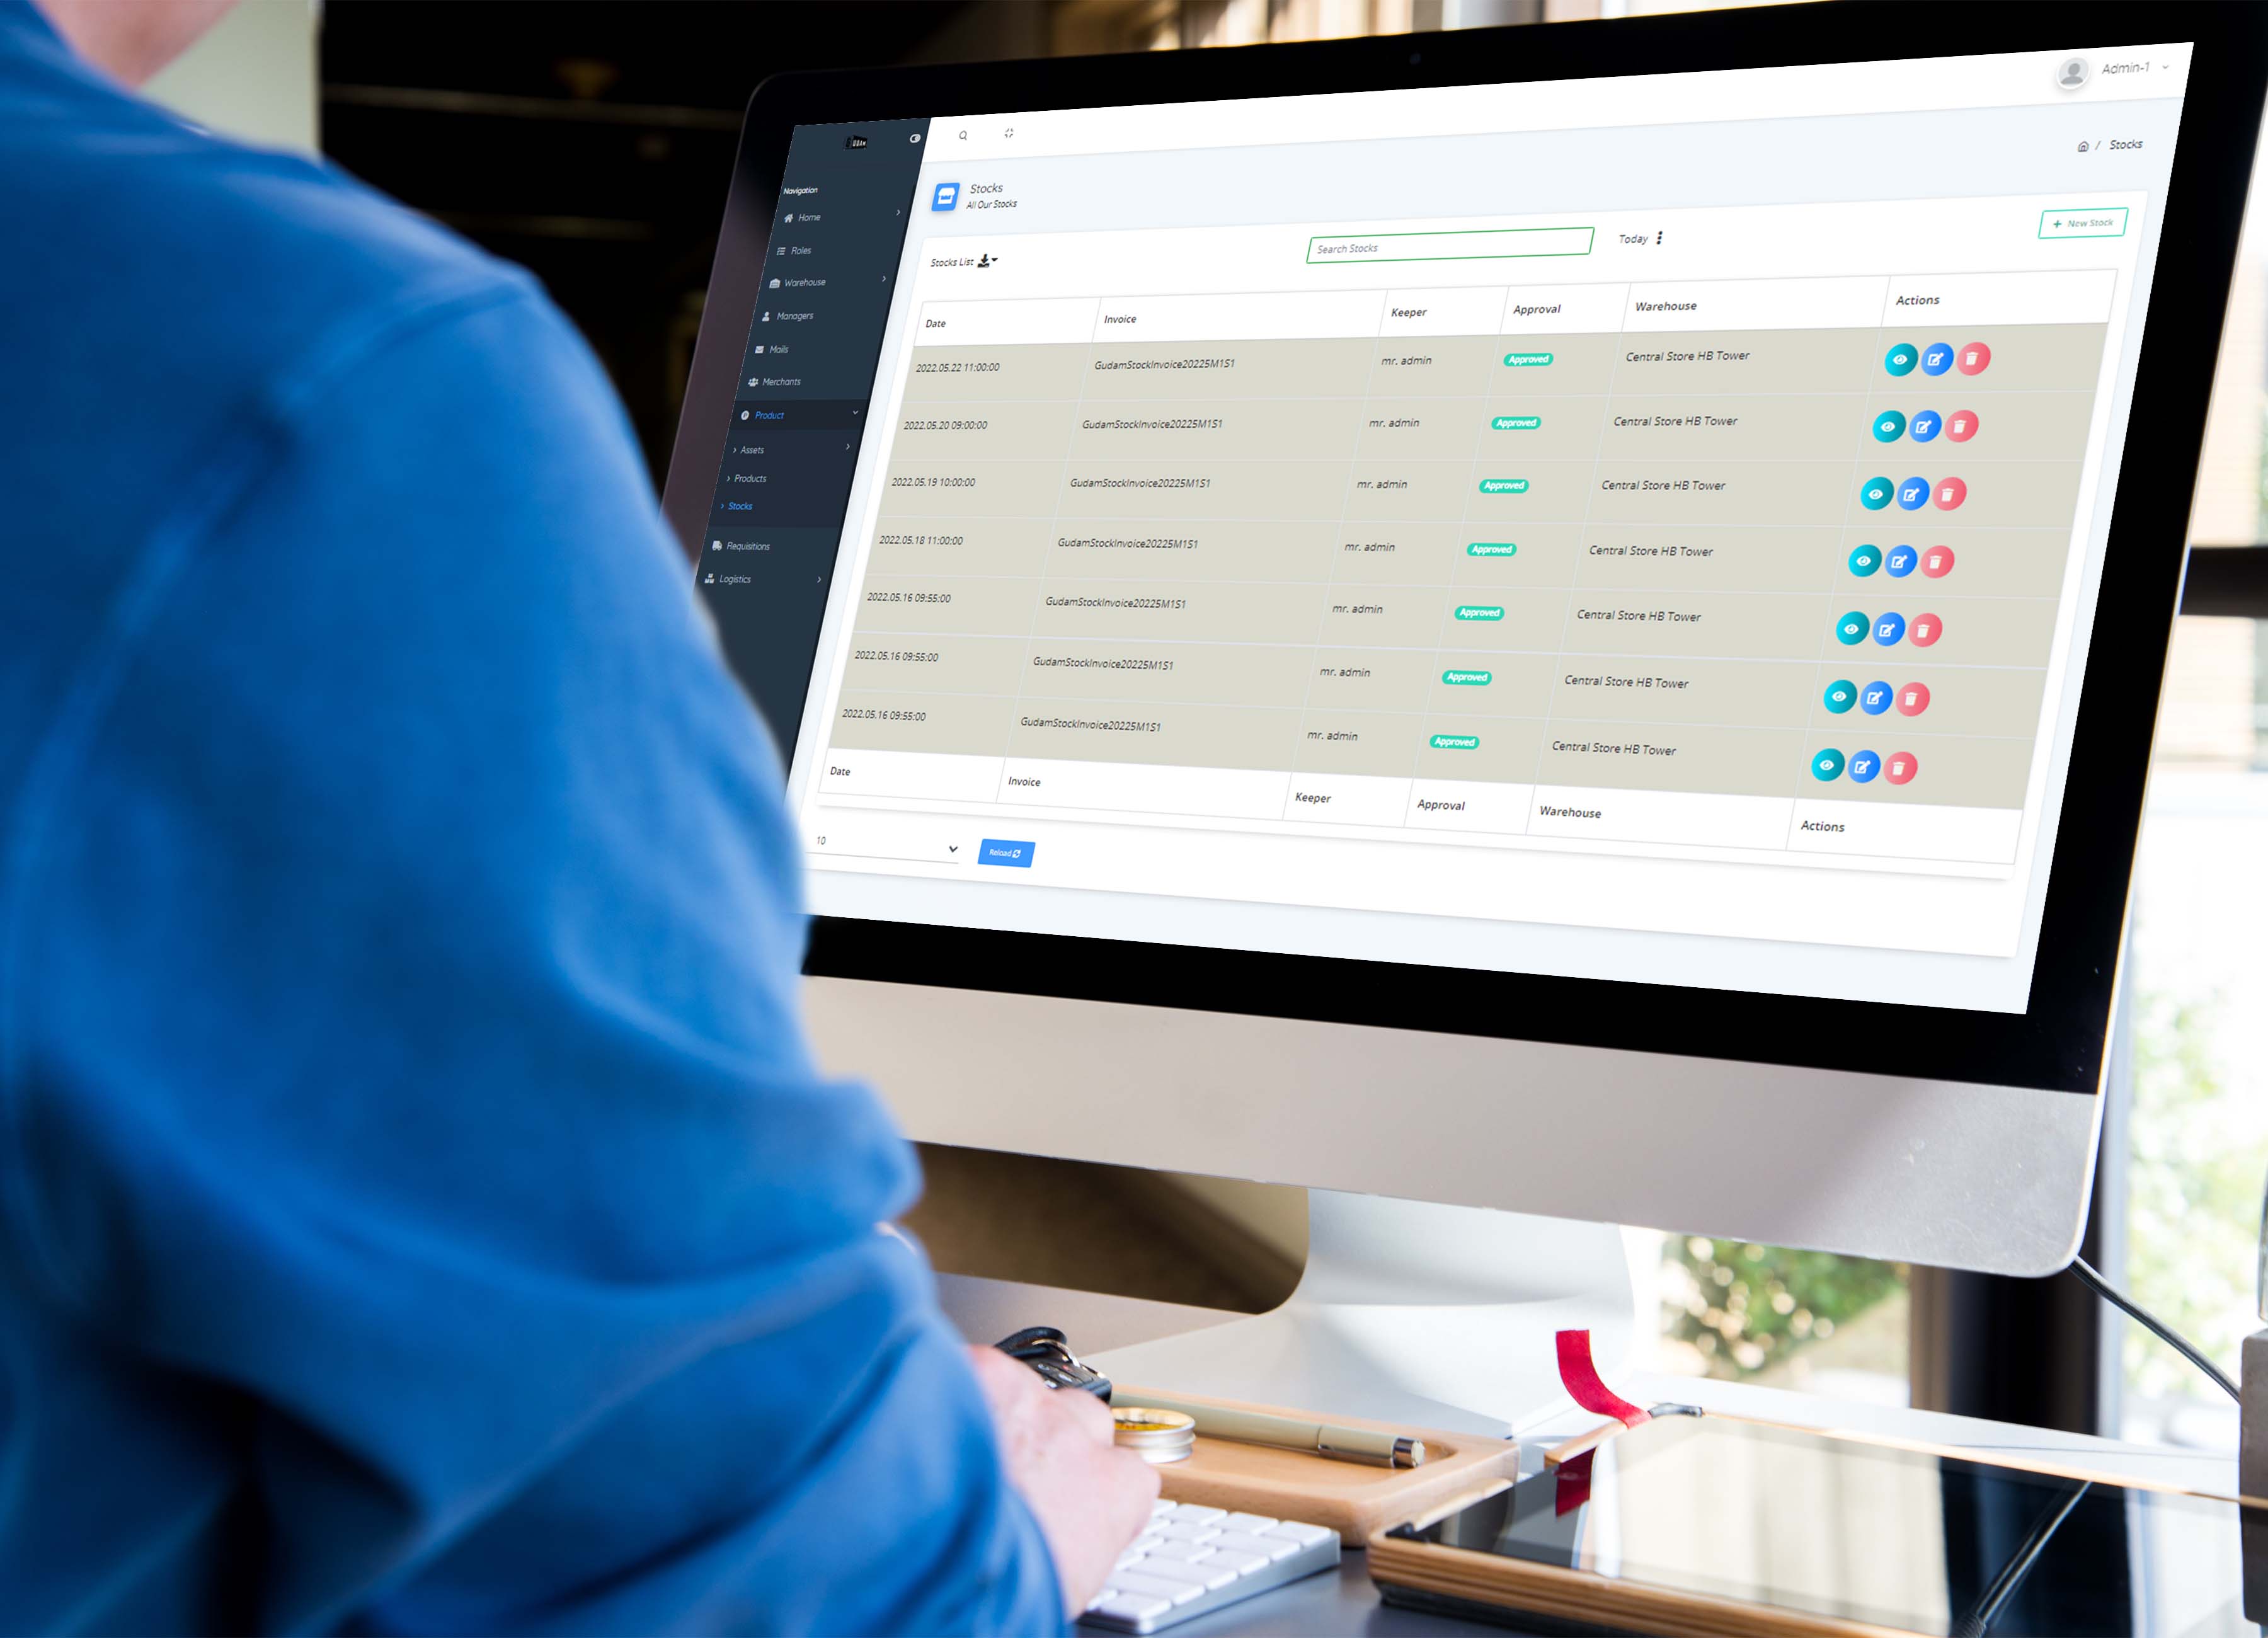 Admin-1
/ Stocks
Navigation
Home
Roles
Warehouse
Managers
Mails
Merchants
Product
Assets
Products
Stocks
Requisitions
Logistics
Stocks
All Our Stocks
Stocks List
Search Stocks
Today
+ New Stock
Date Invoice Keeper Approval Warehouse Actions
2022.05.22 11:00:00 GudamStockInvoice20225M1S1 mr. admin Approved Central Store HB Tower
2022.05.20 09:00:00 GudamStockInvoice20225M1S1 mr. admin Approved Central Store HB Tower
2022.05.19 10:00:00 GudamStockInvoice20225M1S1 mr. admin Approved Central Store HB Tower
2022.05.18 11:00:00 GudamStockInvoice20225M1S1 mr. admin Approved Central Store HB Tower
2022.05.16 09:55:00 GudamStockInvoice20225M1S1 mr. admin Approved Central Store HB Tower
2022.05.16 09:55:00 GudamStockInvoice20225M1S1 mr. admin Approved Central Store HB Tower
2022.05.16 09:55:00 GudamStockInvoice20225M1S1 mr. admin Approved Central Store HB Tower
Date Invoice Keeper Approval Warehouse Actions
10
Reload